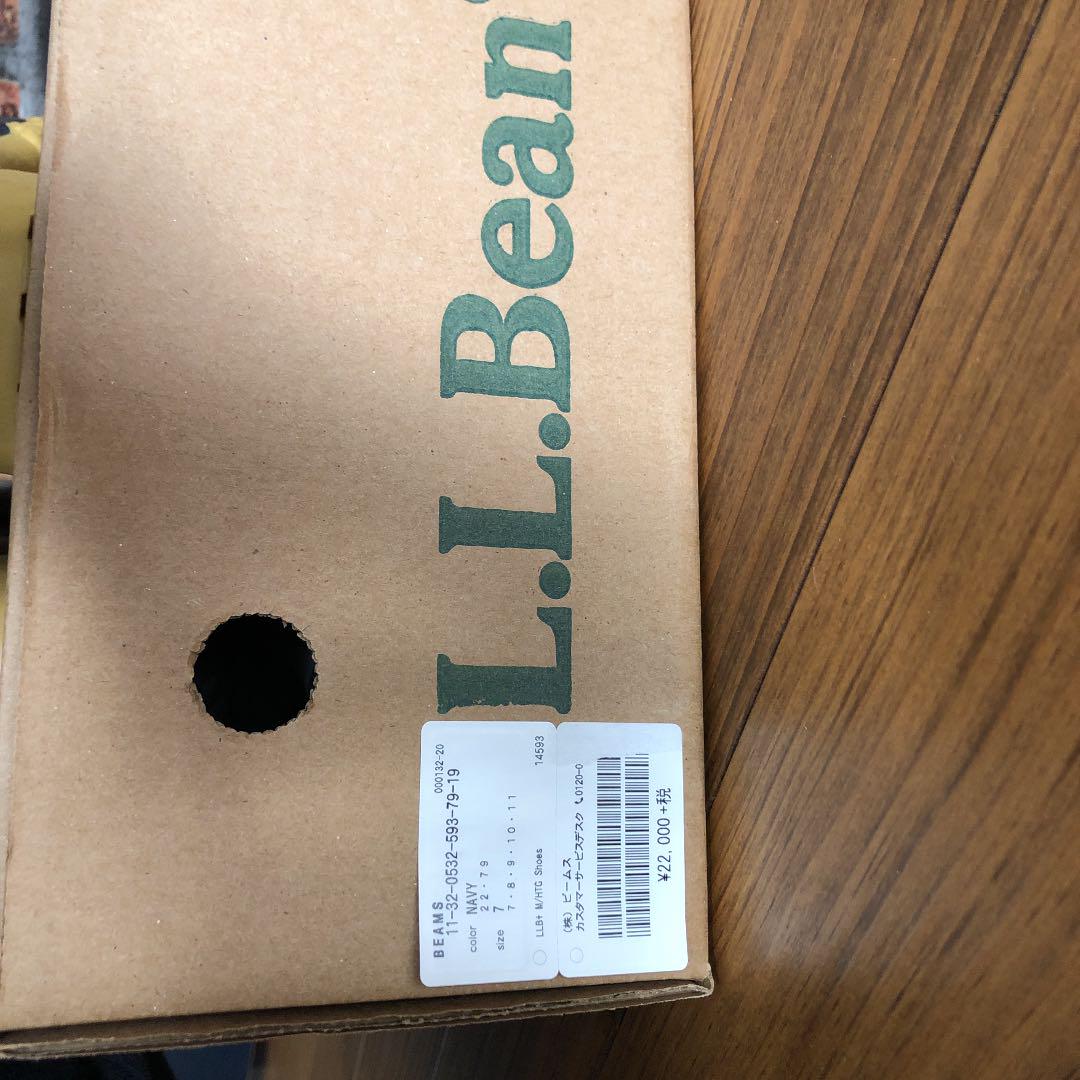 L.L.Bean
BEAMS
000132-20
11-32-0532-593-79-19
color NAVY
22・79
size 7
7・8・9・10・11
LLB† M/HTG Shoes
14593
(株) ビームス
カスタマーサービスデスク 0120-0
¥22,000+税